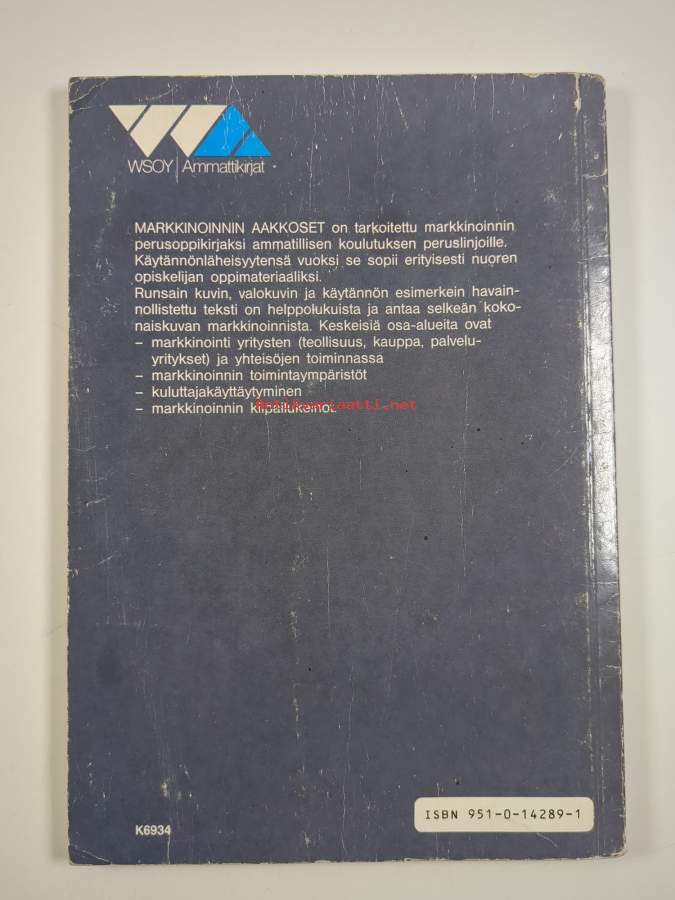 WSOY | Ammattikirjat
MARKKINOINNIN AAKKOSET on tarkoitettu markkinoinnin
perusoppikirjaksi ammatillisen koulutuksen peruslinjoille.
Käytännönläheisyytensä vuoksi se sopii erityisesti nuoren
opiskelijan oppimateriaaliksi.
Runsain kuvin, valokuvin ja käytännön esimerkein havain-
nollistettu teksti on helppolukuista ja antaa selkeän koko-
naiskuvan markkinoinnista. Keskeisiä osa-alueita ovat
– markkinointi yritysten (teollisuus, kauppa, palvelu-
yritykset) ja yhteisöjen toiminnassa
– markkinoinnin toimintaympäristöt
– kuluttajakäyttäytyminen
– markkinoinnin kilpailukeinot.
K6934
ISBN 951-0-14289-1